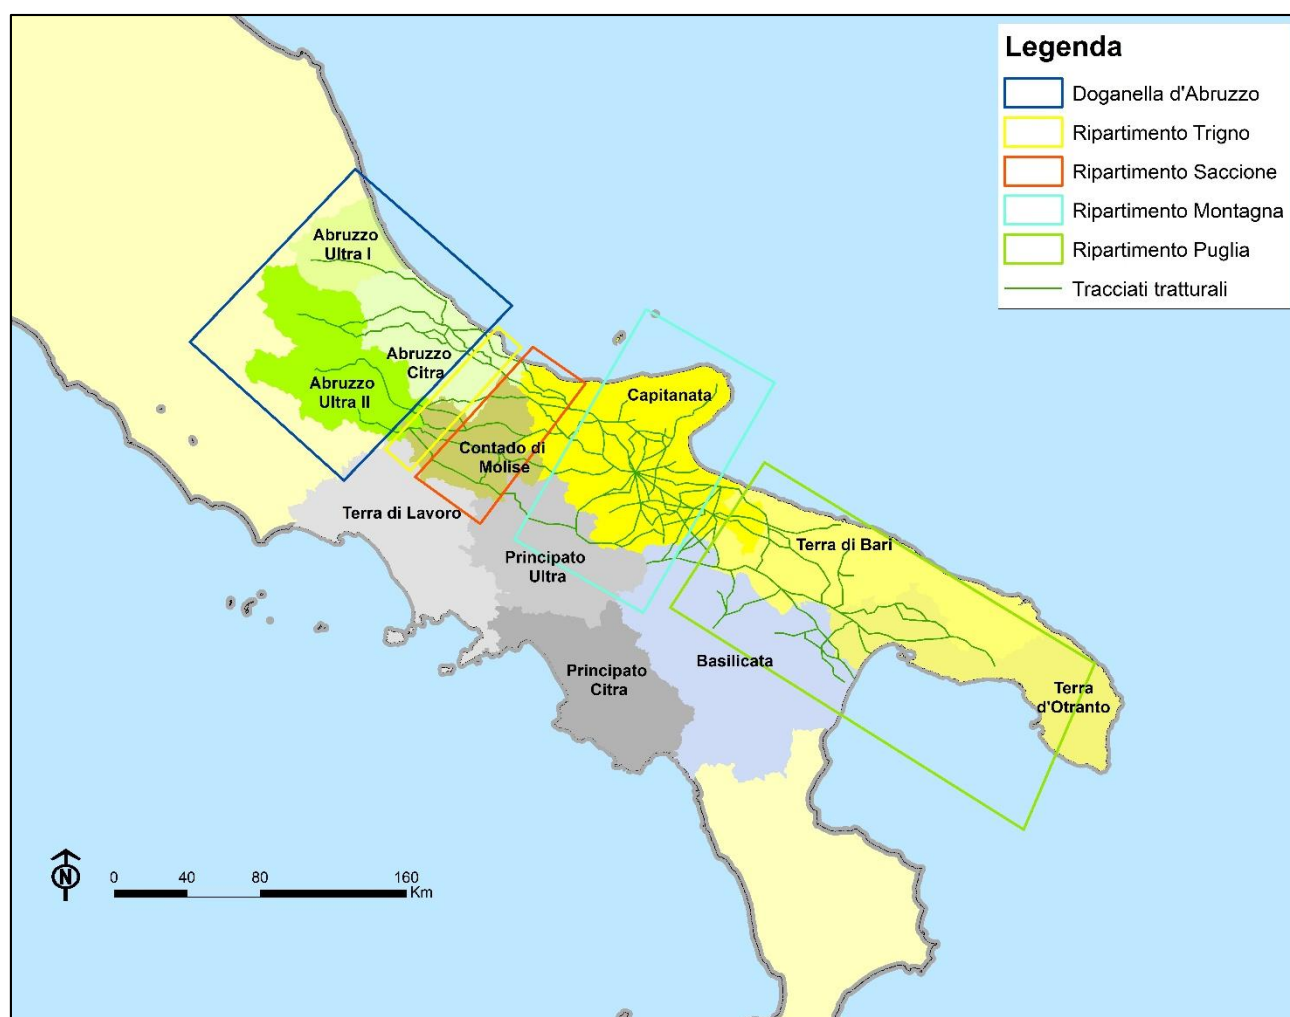 Legenda
Doganella d'Abruzzo
Ripartimento Trigno
Ripartimento Saccione
Ripartimento Montagna
Ripartimento Puglia
Tracciati tratturali
Abruzzo
Ultra I
Abruzzo
Citra
Abruzzo
Ultra II
Capitanata
Contado di
Molise
Terra di Lavoro
Terra di Bari
Principato
Ultra
Basilicata
Principato
Citra
Terra
d'Otranto
N
0 40 80 160
Km